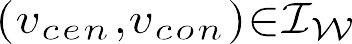 (v_{cen}, v_{con}) ∈ \mathcal{I}_{\mathcal{W}}